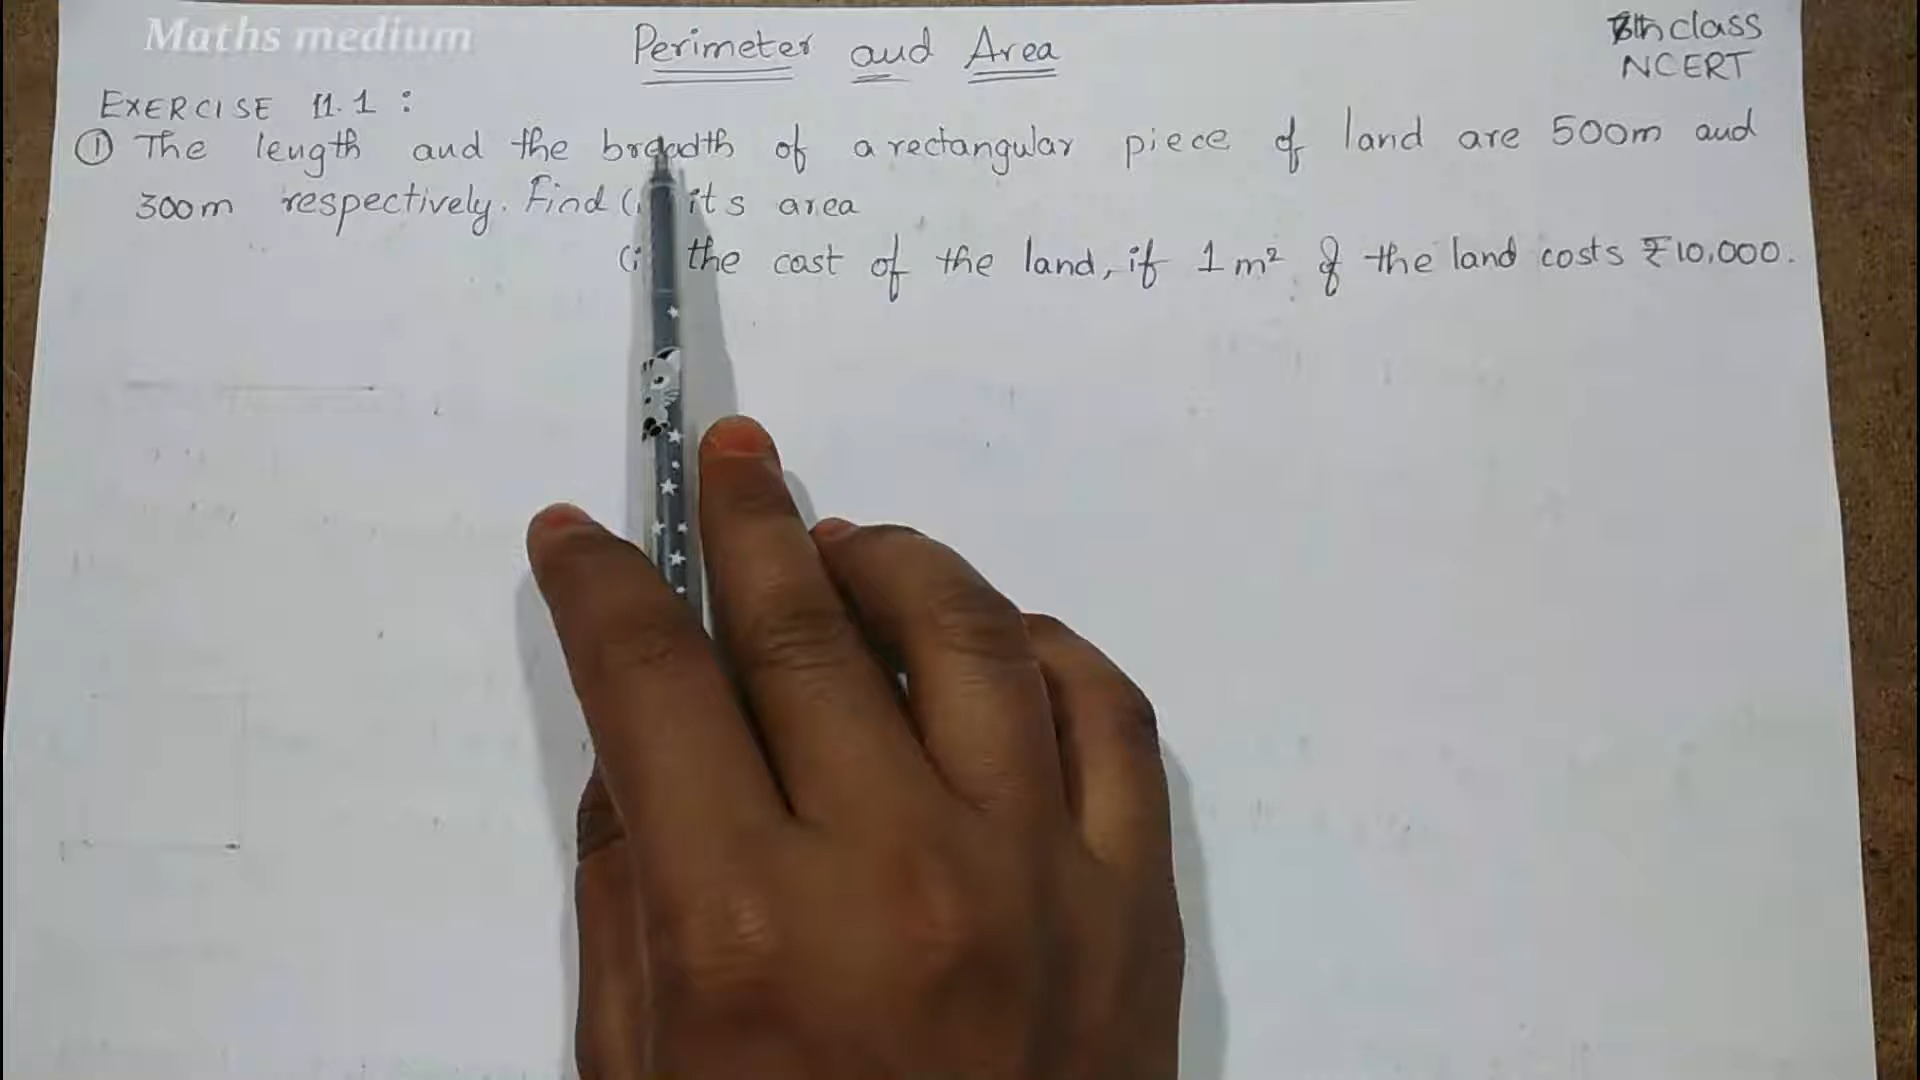 Maths medium
Perimeter and Area
7th class
NCERT
EXERCISE 11.1 :
① The length and the breadth of a rectangular piece of land are 500m and
300m respectively. Find (i its area
(i the cost of the land, if 1 m² of the land costs ₹10,000.